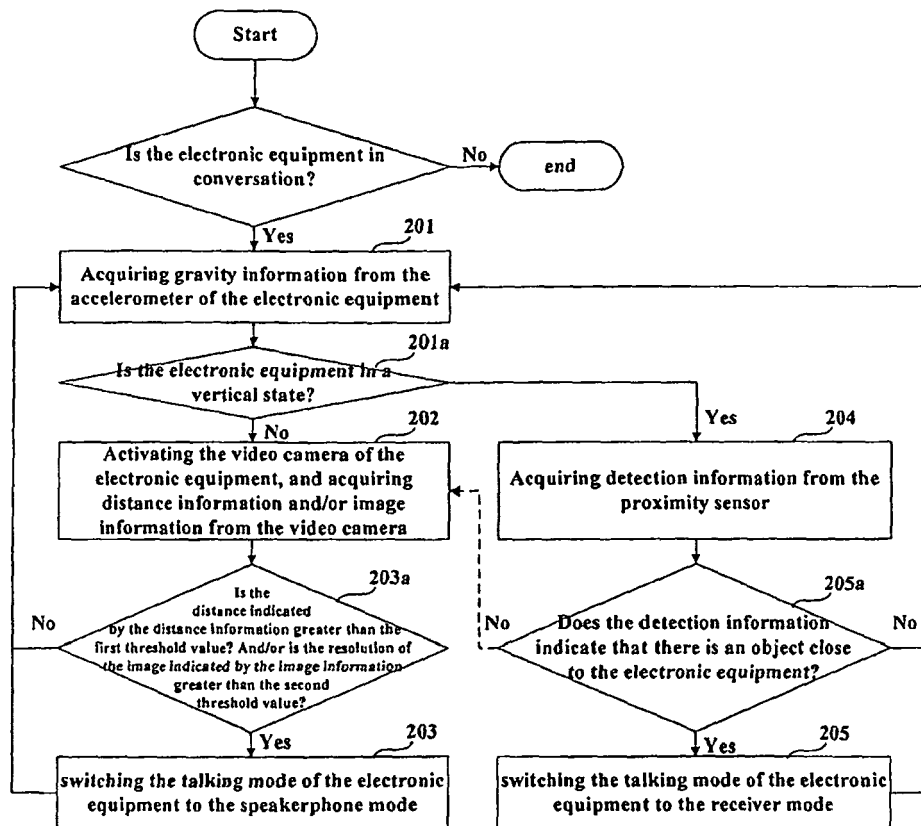 Start
Is the electronic equipment in
conversation?
No
end
Yes
201
Acquiring gravity information from the
accelerometer of the electronic equipment
201a
Is the electronic equipment in a
vertical state?
Yes
No
202
Activating the video camera of the
electronic equipment, and acquiring
distance information and/or image
information from the video camera
204
Acquiring detection information from the
proximity sensor
203a
Is the
distance indicated
by the distance information greater than the
first threshold value? And/or is the resolution of
the image indicated by the image information
greater than the second
threshold value?
No
205a
Does the detection information
indicate that there is an object close
to the electronic equipment?
No
No
Yes
203
switching the talking mode of the electronic
equipment to the speakerphone mode
Yes
205
switching the talking mode of the electronic
equipment to the receiver mode